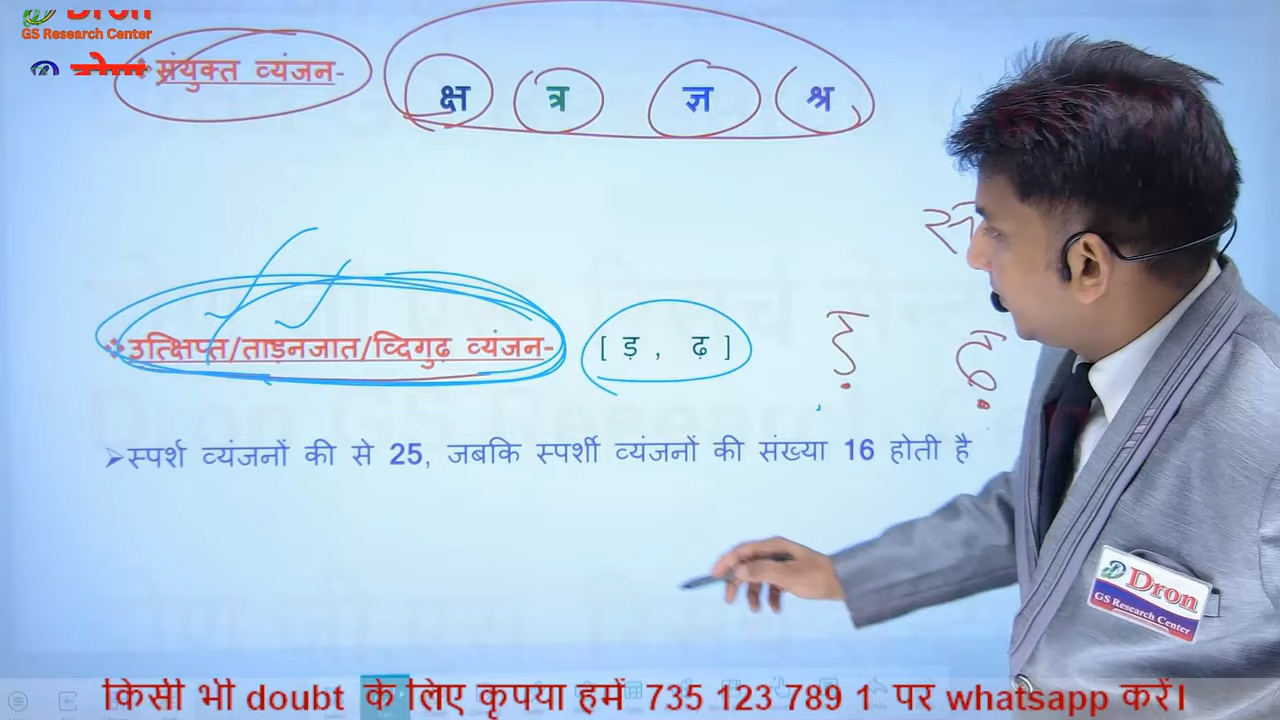 Dron
GS Research Center
संयुक्त व्यंजन-
क्ष त्र ज्ञ श्र
उत्क्षिप्त/ताडनजात/व्दिगुढ़ व्यंजन- [ ड़ , ढ़ ]
ड़ ढ़
➢स्पर्श व्यंजनों की से 25, जबकि स्पर्शी व्यंजनों की संख्या 16 होती है
Dron
GS Research Center
किसी भी doubt के लिए कृपया हमें 735 123 789 1 पर whatsapp करें।